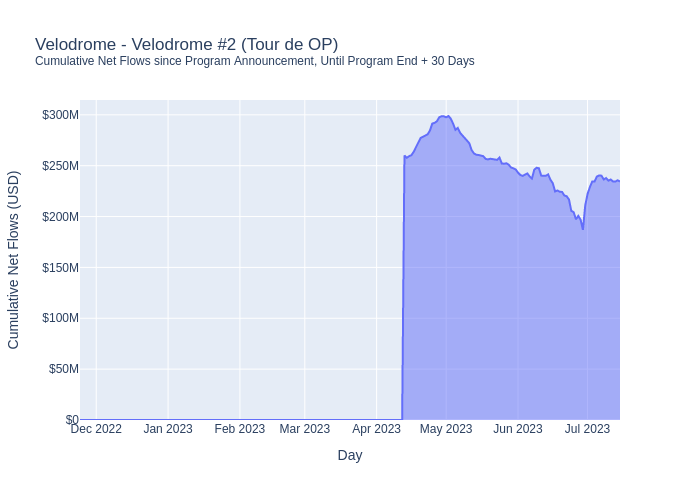 Velodrome - Velodrome #2 (Tour de OP)
Cumulative Net Flows since Program Announcement, Until Program End + 30 Days
Cumulative Net Flows (USD)
$300M
$250M
$200M
$150M
$100M
$50M
$0
Dec 2022 Jan 2023 Feb 2023 Mar 2023 Apr 2023 May 2023 Jun 2023 Jul 2023
Day